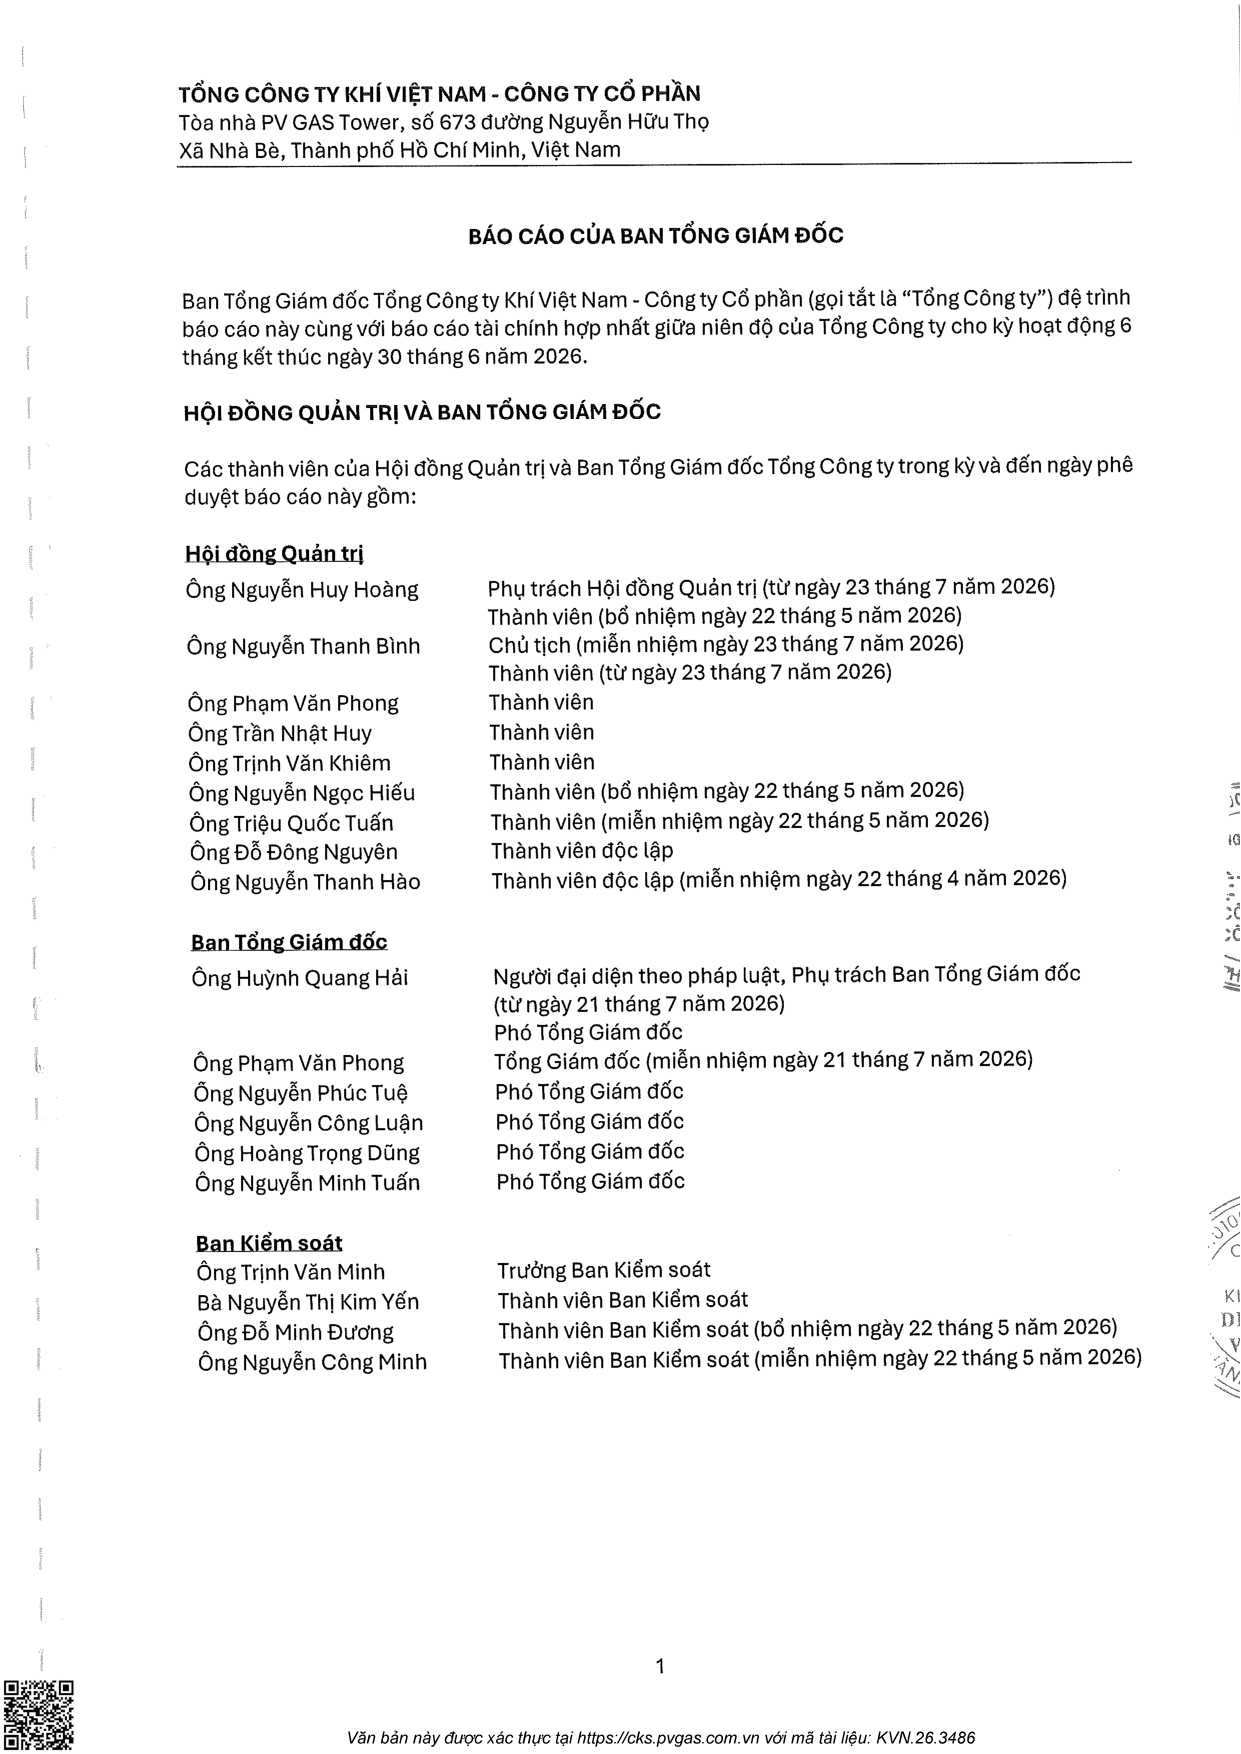 TỔNG CÔNG TY KHÍ VIỆT NAM - CÔNG TY CỔ PHẦN
Tòa nhà PV GAS Tower, số 673 đường Nguyễn Hữu Thọ
Xã Nhà Bè, Thành phố Hồ Chí Minh, Việt Nam
BÁO CÁO CỦA BAN TỔNG GIÁM ĐỐC
Ban Tổng Giám đốc Tổng Công ty Khí Việt Nam - Công ty Cổ phần (gọi tắt là “Tổng Công ty”) đệ trình
báo cáo này cùng với báo cáo tài chính hợp nhất giữa niên độ của Tổng Công ty cho kỳ hoạt động 6
tháng kết thúc ngày 30 tháng 6 năm 2026.
HỘI ĐỒNG QUẢN TRỊ VÀ BAN TỔNG GIÁM ĐỐC
Các thành viên của Hội đồng Quản trị và Ban Tổng Giám đốc Tổng Công ty trong kỳ và đến ngày phê
duyệt báo cáo này gồm:
Hội đồng Quản trị
Ông Nguyễn Huy Hoàng Phụ trách Hội đồng Quản trị (từ ngày 23 tháng 7 năm 2026)
Thành viên (bổ nhiệm ngày 22 tháng 5 năm 2026)
Ông Nguyễn Thanh Bình Chủ tịch (miễn nhiệm ngày 23 tháng 7 năm 2026)
Thành viên (từ ngày 23 tháng 7 năm 2026)
Ông Phạm Văn Phong Thành viên
Ông Trần Nhật Huy Thành viên
Ông Trịnh Văn Khiêm Thành viên
Ông Nguyễn Ngọc Hiếu Thành viên (bổ nhiệm ngày 22 tháng 5 năm 2026)
Ông Triệu Quốc Tuấn Thành viên (miễn nhiệm ngày 22 tháng 5 năm 2026)
Ông Đỗ Đông Nguyên Thành viên độc lập
Ông Nguyễn Thanh Hào Thành viên độc lập (miễn nhiệm ngày 22 tháng 4 năm 2026)
Ban Tổng Giám đốc
Ông Huỳnh Quang Hải Người đại diện theo pháp luật, Phụ trách Ban Tổng Giám đốc
(từ ngày 21 tháng 7 năm 2026)
Phó Tổng Giám đốc
Ông Phạm Văn Phong Tổng Giám đốc (miễn nhiệm ngày 21 tháng 7 năm 2026)
Ông Nguyễn Phúc Tuệ Phó Tổng Giám đốc
Ông Nguyễn Công Luận Phó Tổng Giám đốc
Ông Hoàng Trọng Dũng Phó Tổng Giám đốc
Ông Nguyễn Minh Tuấn Phó Tổng Giám đốc
Ban Kiểm soát
Ông Trịnh Văn Minh Trưởng Ban Kiểm soát
Bà Nguyễn Thị Kim Yến Thành viên Ban Kiểm soát
Ông Đỗ Minh Đương Thành viên Ban Kiểm soát (bổ nhiệm ngày 22 tháng 5 năm 2026)
Ông Nguyễn Công Minh Thành viên Ban Kiểm soát (miễn nhiệm ngày 22 tháng 5 năm 2026)
1
Văn bản này được xác thực tại https://cks.pvgas.com.vn với mã tài liệu: KVN.26.3486